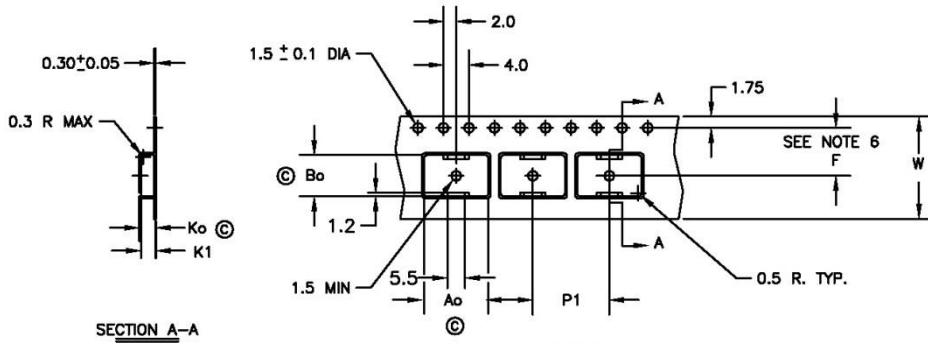 2.0
1.5 ± 0.1 DIA
4.0
0.30±0.05
0.3 R MAX
A
1.75
SEE NOTE 6
F
W
© Bo
1.2
Ko ©
K1
5.5
1.5 MIN
Ao
©
P1
A
0.5 R. TYP.
SECTION A-A